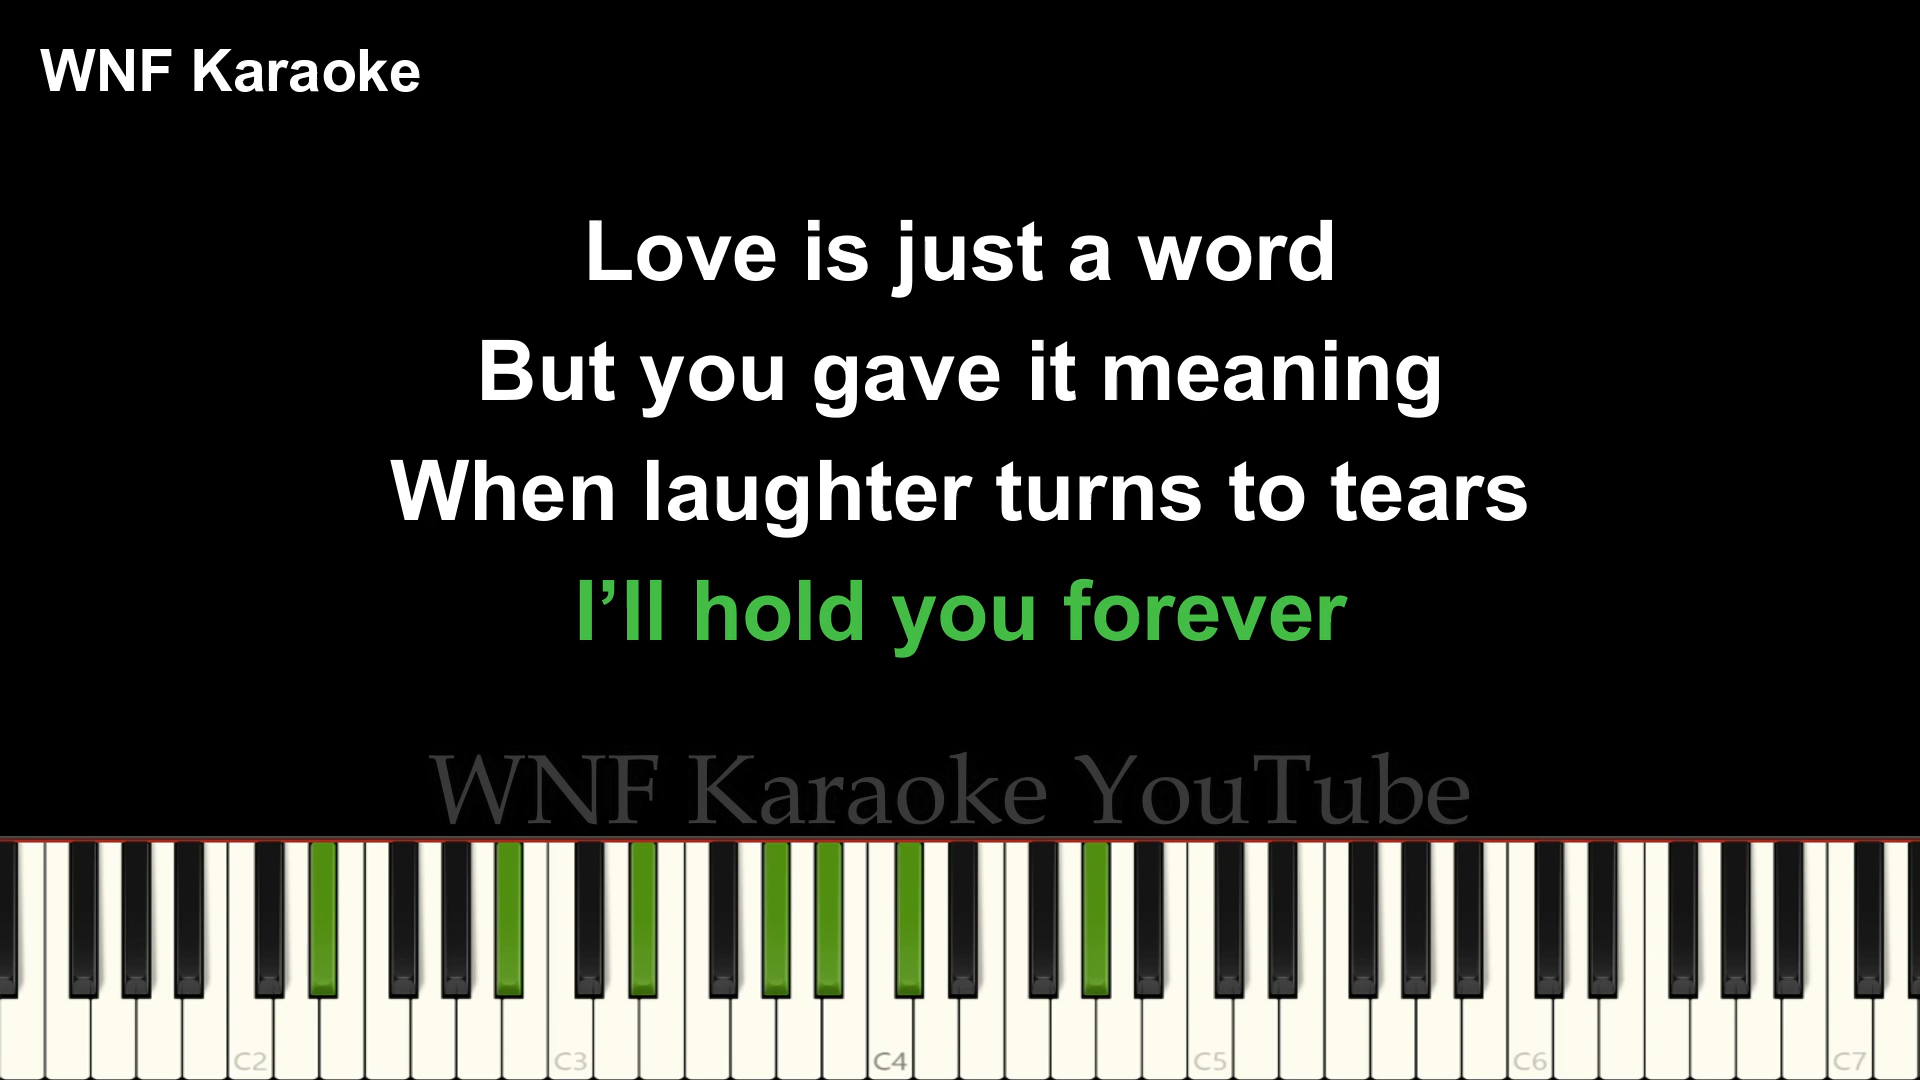 WNF Karaoke
Love is just a word
But you gave it meaning
When laughter turns to tears
I’ll hold you forever
WNF Karaoke YouTube
C2 C3 C4 C5 C6 C7